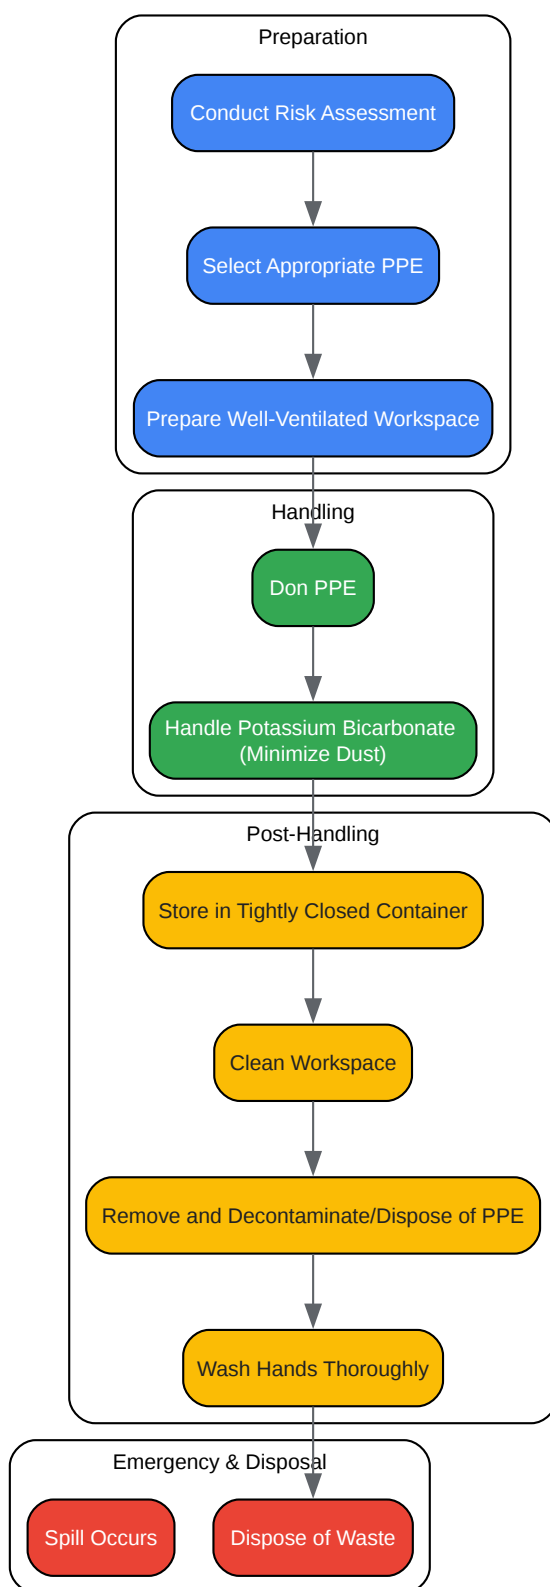 Preparation
Conduct Risk Assessment
Select Appropriate PPE
Prepare Well-Ventilated Workspace
Handling
Don PPE
Handle Potassium Bicarbonate
(Minimize Dust)
Post-Handling
Store in Tightly Closed Container
Clean Workspace
Remove and Decontaminate/Dispose of PPE
Wash Hands Thoroughly
Emergency & Disposal
Spill Occurs
Dispose of Waste